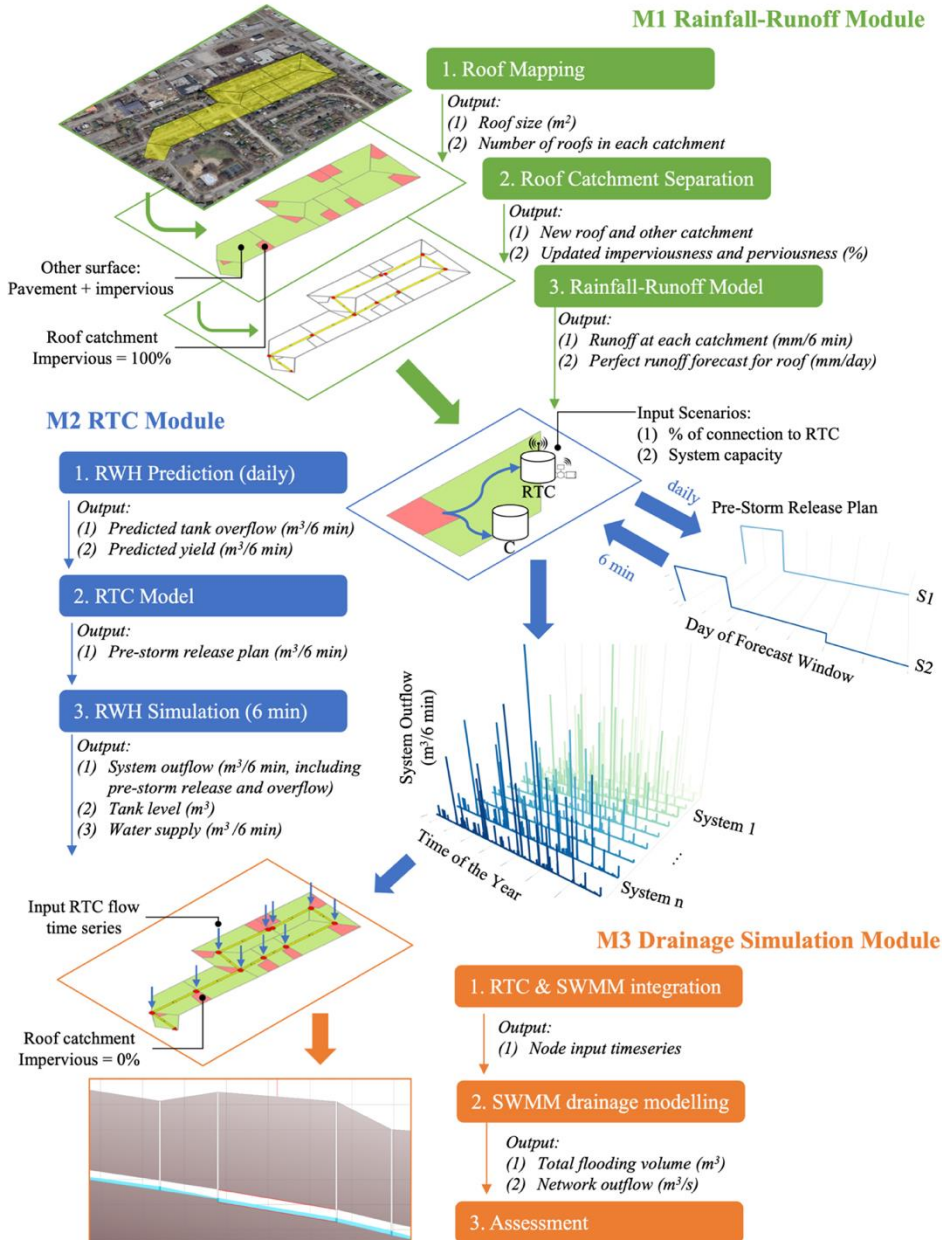 M1 Rainfall-Runoff Module
1. Roof Mapping
Output:
(1) Roof size (m²)
(2) Number of roofs in each catchment
2. Roof Catchment Separation
Output:
(1) New roof and other catchment
(2) Updated imperviousness and perviousness (%)
3. Rainfall-Runoff Model
Output:
(1) Runoff at each catchment (mm/6 min)
(2) Perfect runoff forecast for roof (mm/day)
Other surface:
Pavement + impervious
Roof catchment
Impervious = 100%
M2 RTC Module
1. RWH Prediction (daily)
Output:
(1) Predicted tank overflow (m³/6 min)
(2) Predicted yield (m³/6 min)
2. RTC Model
Output:
(1) Pre-storm release plan (m³/6 min)
3. RWH Simulation (6 min)
Output:
(1) System outflow (m³/6 min, including
pre-storm release and overflow)
(2) Tank level (m³)
(3) Water supply (m³/6 min)
Input Scenarios:
(1) % of connection to RTC
(2) System capacity
RTC
C
daily
6 min
Pre-Storm Release Plan
S1
S2
Day of Forecast Window
System Outflow
(m³/6 min)
Time of the Year
System 1
⋮
System n
Input RTC flow
time series
Roof catchment
Impervious = 0%
M3 Drainage Simulation Module
1. RTC & SWMM integration
Output:
(1) Node input timeseries
2. SWMM drainage modelling
Output:
(1) Total flooding volume (m³)
(2) Network outflow (m³/s)
3. Assessment